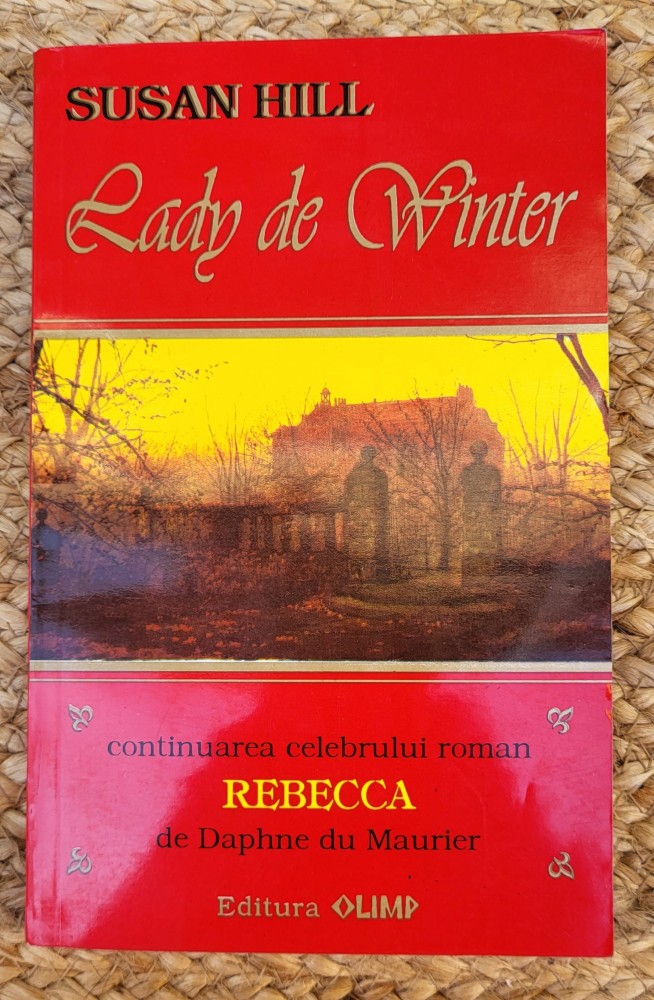 SUSAN HILL
Lady de Winter
continuarea celebrului roman
REBECCA
de Daphne du Maurier
Editura OLIMP